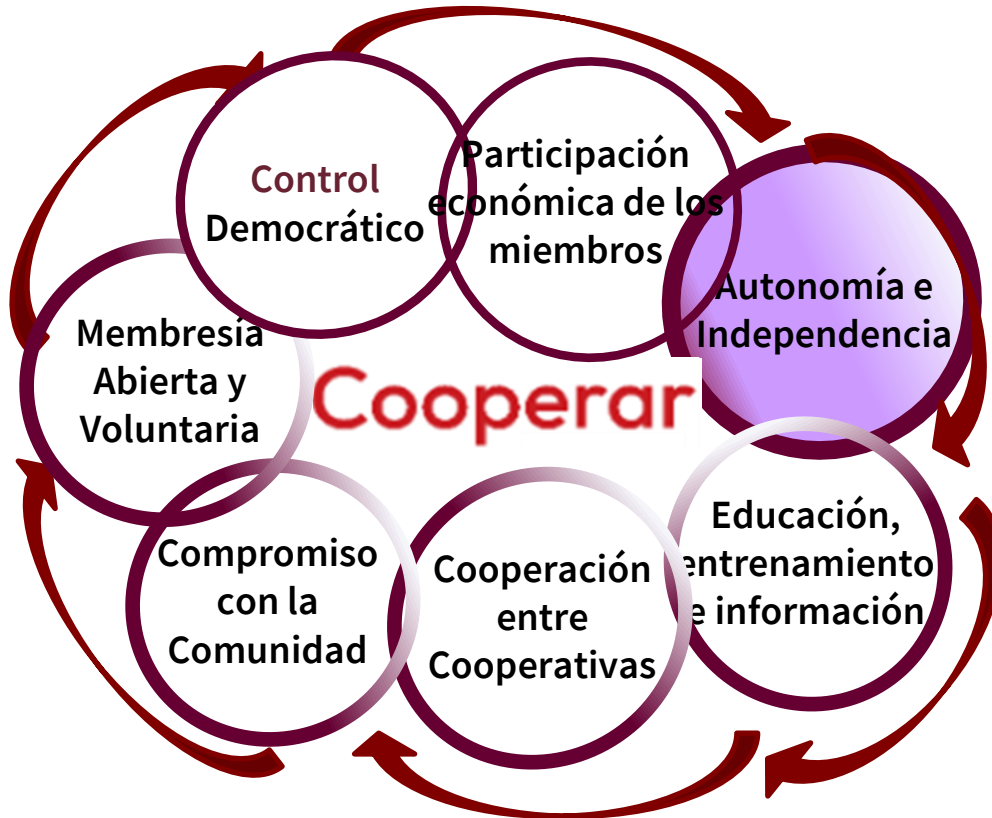 Control
Democrático
Participación
económica de los
miembros
Autonomía e
Independencia
Membresía
Abierta y
Voluntaria
Cooperar
Educación,
entrenamiento
e información
Compromiso
con la
Comunidad
Cooperación
entre
Cooperativas